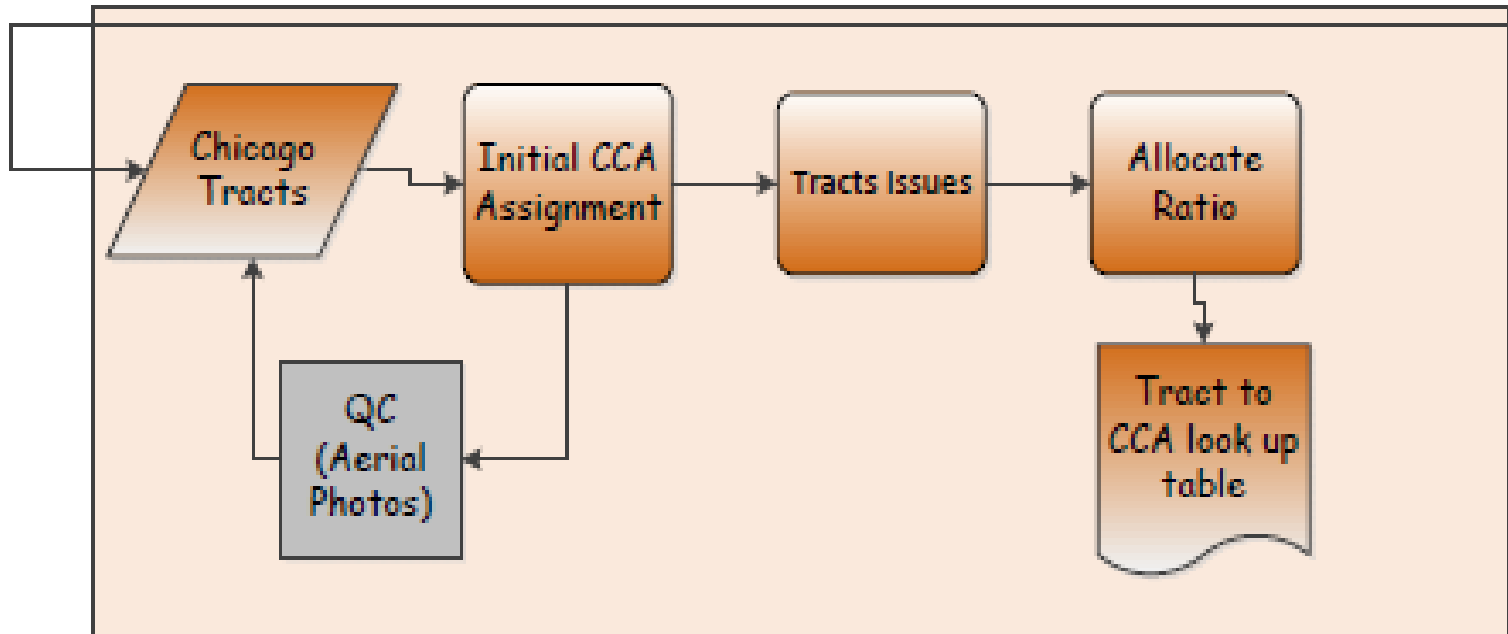 Chicago
Tracts
Initial CCA
Assignment
Tracts Issues
Allocate
Ratio
QC
(Aerial
Photos)
Tract to
CCA look up
table